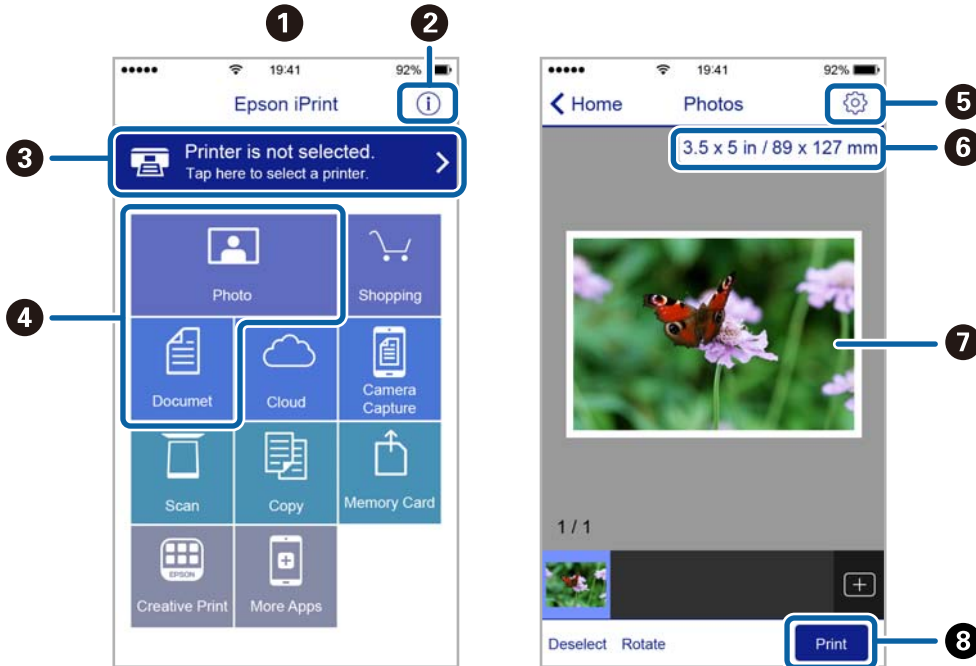 1
2
19:41
92%
Epson iPrint
i
3
Printer is not selected.
Tap here to select a printer.
4
Photo
Shopping
Documet
Cloud
Camera
Capture
Scan
Copy
Memory Card
EPSON
Creative Print
More Apps
19:41
92%
Home
Photos
5
3.5 x 5 in / 89 x 127 mm
6
7
1 / 1
Deselect
Rotate
Print
8